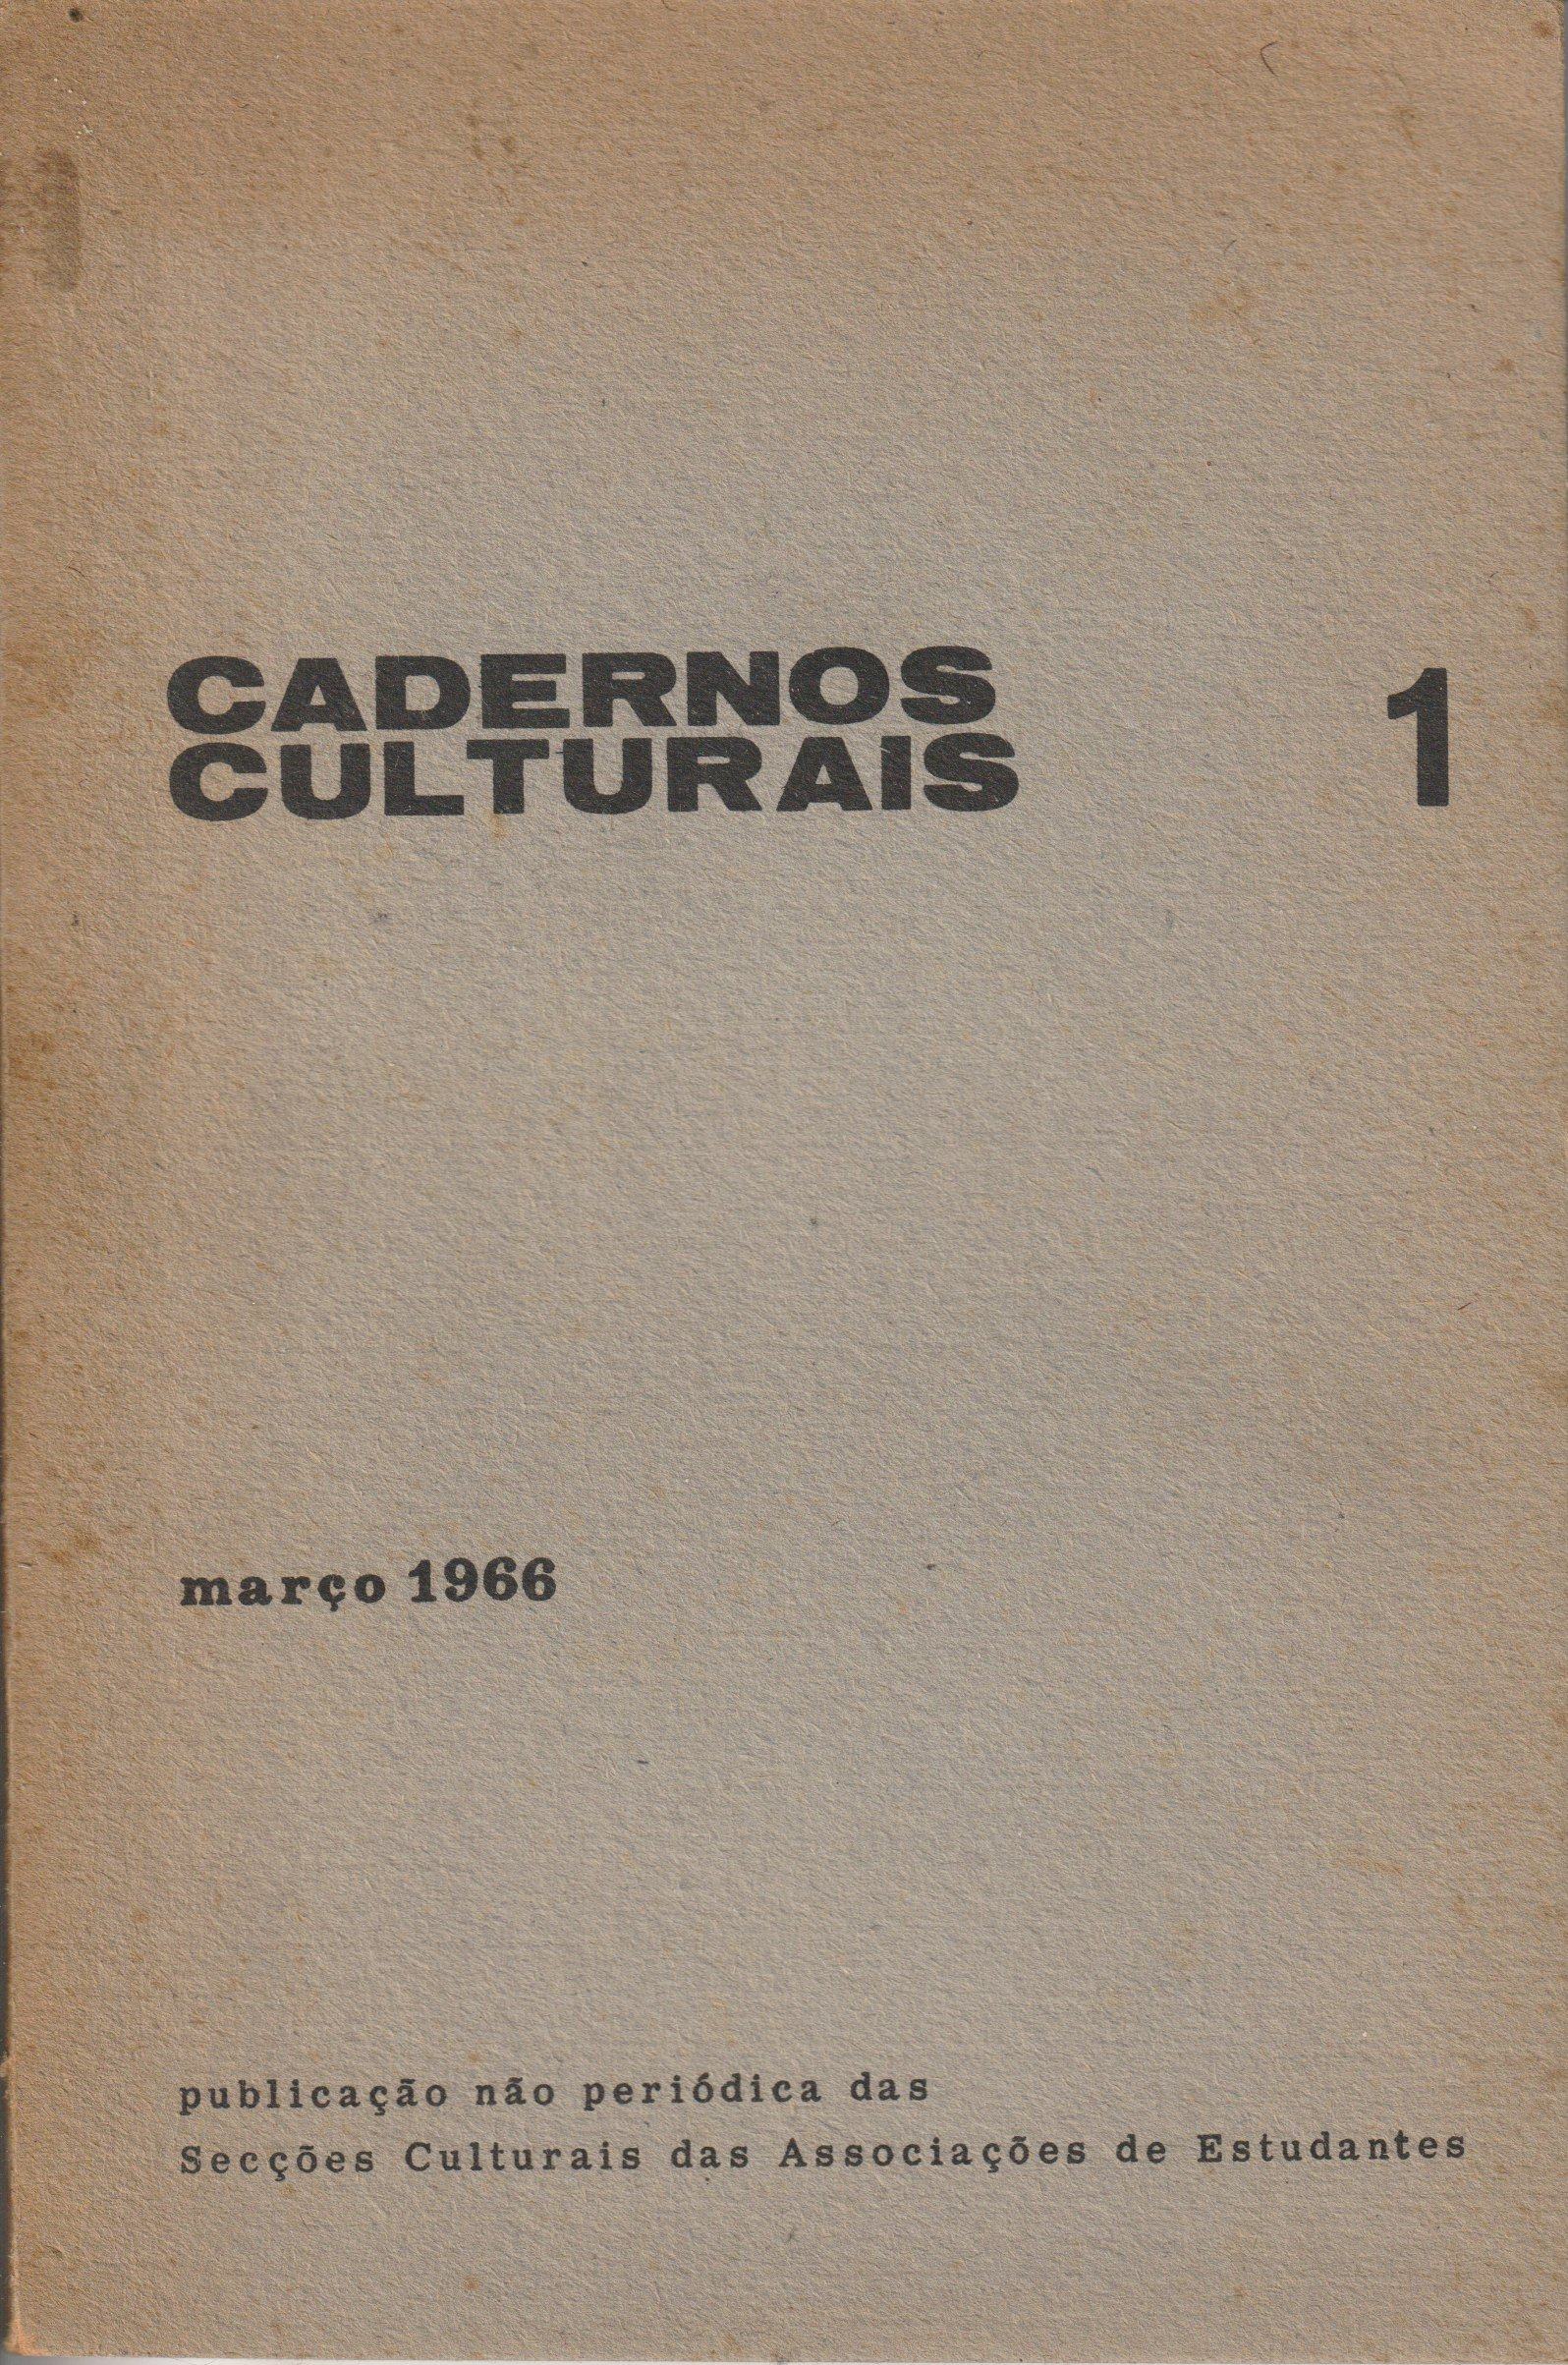 CADERNOS
CULTURAIS
1
março 1966
publicação não periódica das
Secções Culturais das Associações de Estudantes